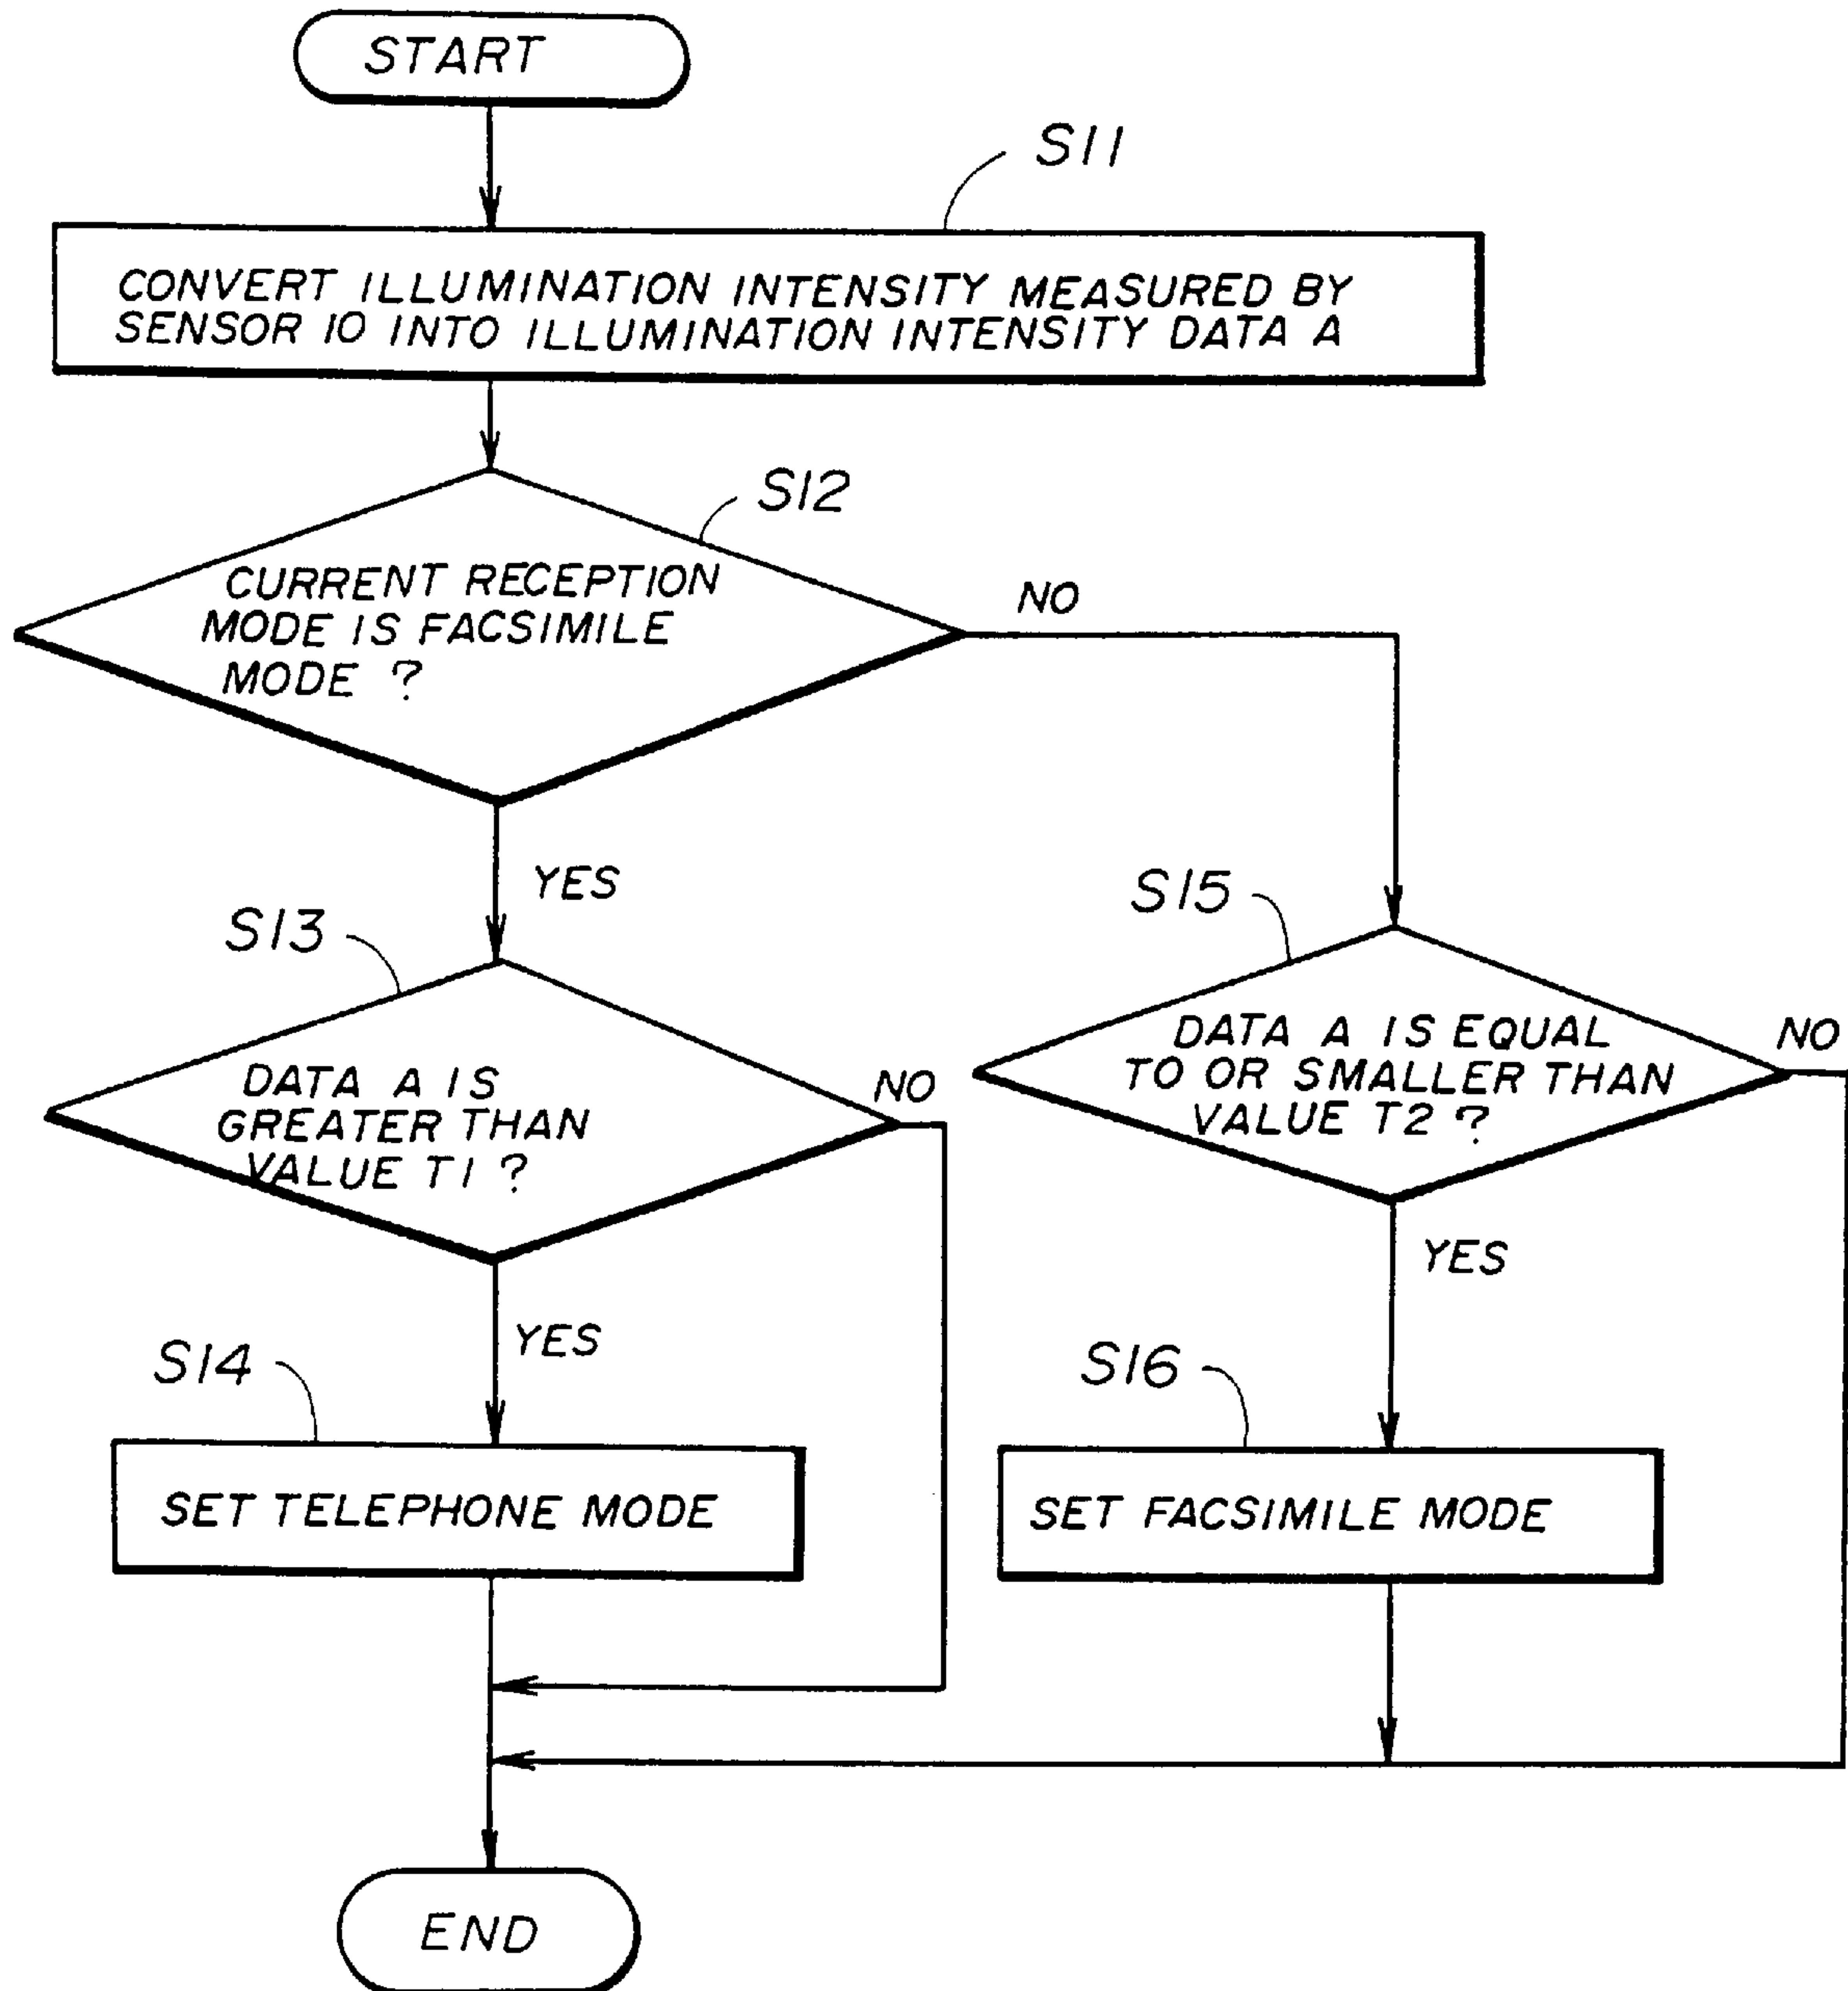 START
S11
CONVERT ILLUMINATION INTENSITY MEASURED BY
SENSOR 10 INTO ILLUMINATION INTENSITY DATA A
S12
CURRENT RECEPTION
MODE IS FACSIMILE
MODE ?
NO
YES
S13
DATA A IS
GREATER THAN
VALUE T1 ?
NO
YES
S14
SET TELEPHONE MODE
S15
DATA A IS EQUAL
TO OR SMALLER THAN
VALUE T2 ?
NO
YES
S16
SET FACSIMILE MODE
END